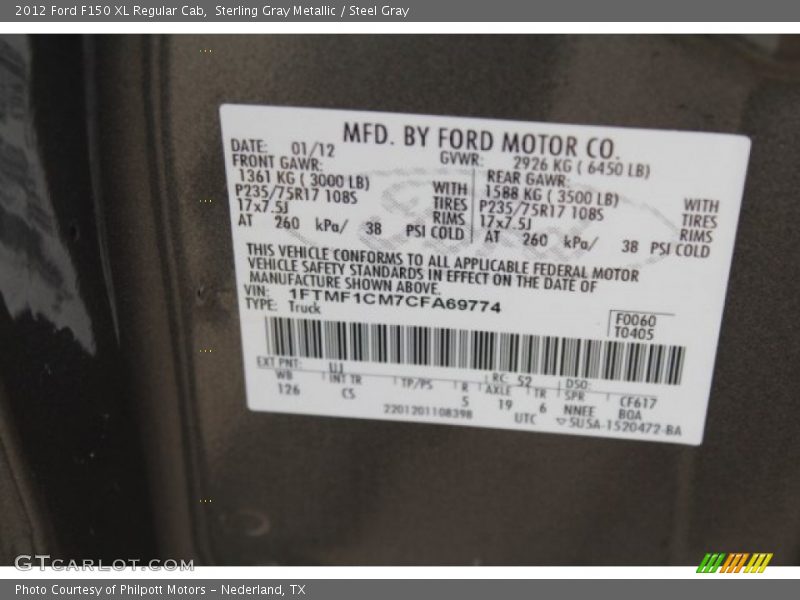 2012 Ford F150 XL Regular Cab,  Sterling Gray Metallic / Steel Gray
MFD. BY FORD MOTOR CO.
DATE: 01/12 GVWR: 2926 KG ( 6450 LB)
FRONT GAWR: REAR GAWR:
1361 KG ( 3000 LB) WITH 1588 KG ( 3500 LB) WITH
P235/75R17 108S TIRES P235/75R17 108S TIRES
17x7.5J RIMS 17x7.5J RIMS
AT 260 kPa/ 38 PSI COLD AT 260 kPa/ 38 PSI COLD
THIS VEHICLE CONFORMS TO ALL APPLICABLE FEDERAL MOTOR
VEHICLE SAFETY STANDARDS IN EFFECT ON THE DATE OF
MANUFACTURE SHOWN ABOVE.
VIN: 1FTMF1CM7CFA69774
TYPE: Truck
F0060
T0405
EXT PNT: UJ RC: 52 DSO:
WB INT TR TP/PS R AXLE TR SPR CF617
126 CS 5 19 6 NNEE BOA
2201201108398 UTC ▽5U5A-1520472-BA
GTCARLOT.COM
Photo Courtesy of Philpott Motors - Nederland, TX